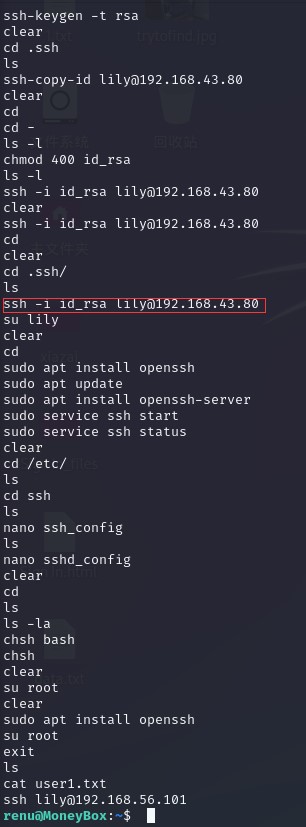 ssh-keygen -t rsa
clear
cd .ssh
ls
ssh-copy-id lily@192.168.43.80
clear
cd
cd -
ls -l
chmod 400 id_rsa
ls -l
ssh -i id_rsa lily@192.168.43.80
clear
ssh -i id_rsa lily@192.168.43.80
cd
clear
cd .ssh/
ls
ssh -i id_rsa lily@192.168.43.80
su lily
clear
cd
sudo apt install openssh
sudo apt update
sudo apt install openssh-server
sudo service ssh start
sudo service ssh status
clear
cd /etc/
ls
cd ssh
ls
nano ssh_config
ls
nano sshd_config
clear
cd
ls
ls -la
chsh bash
chsh
clear
su root
clear
sudo apt install openssh
su root
exit
ls
cat user1.txt
ssh lily@192.168.56.101
renu@MoneyBox:~$